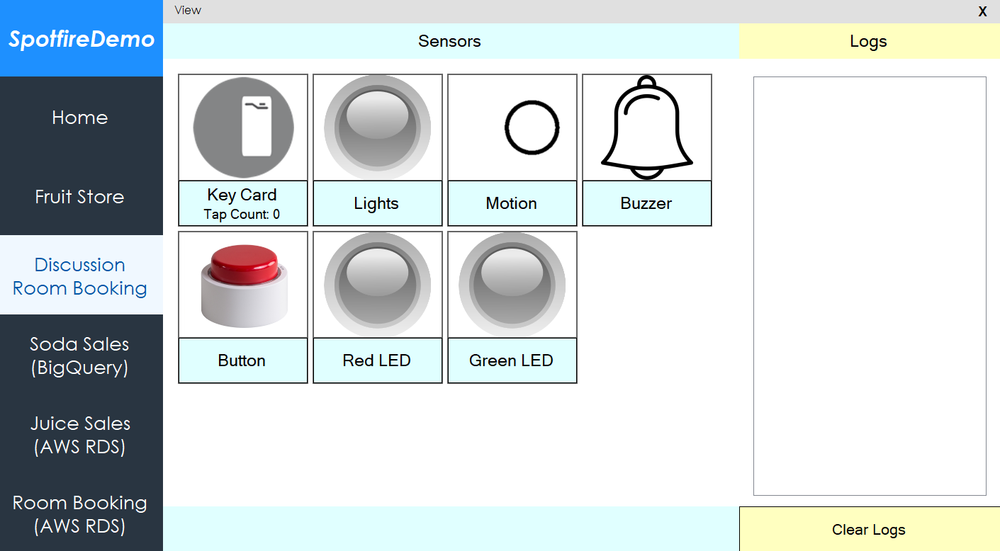 SpotfireDemo
Home
Fruit Store
Discussion
Room Booking
Soda Sales
(BigQuery)
Juice Sales
(AWS RDS)
Room Booking
(AWS RDS)
View
X
Sensors
Logs
Key Card
Tap Count: 0
Lights
Motion
Buzzer
Button
Red LED
Green LED
Clear Logs